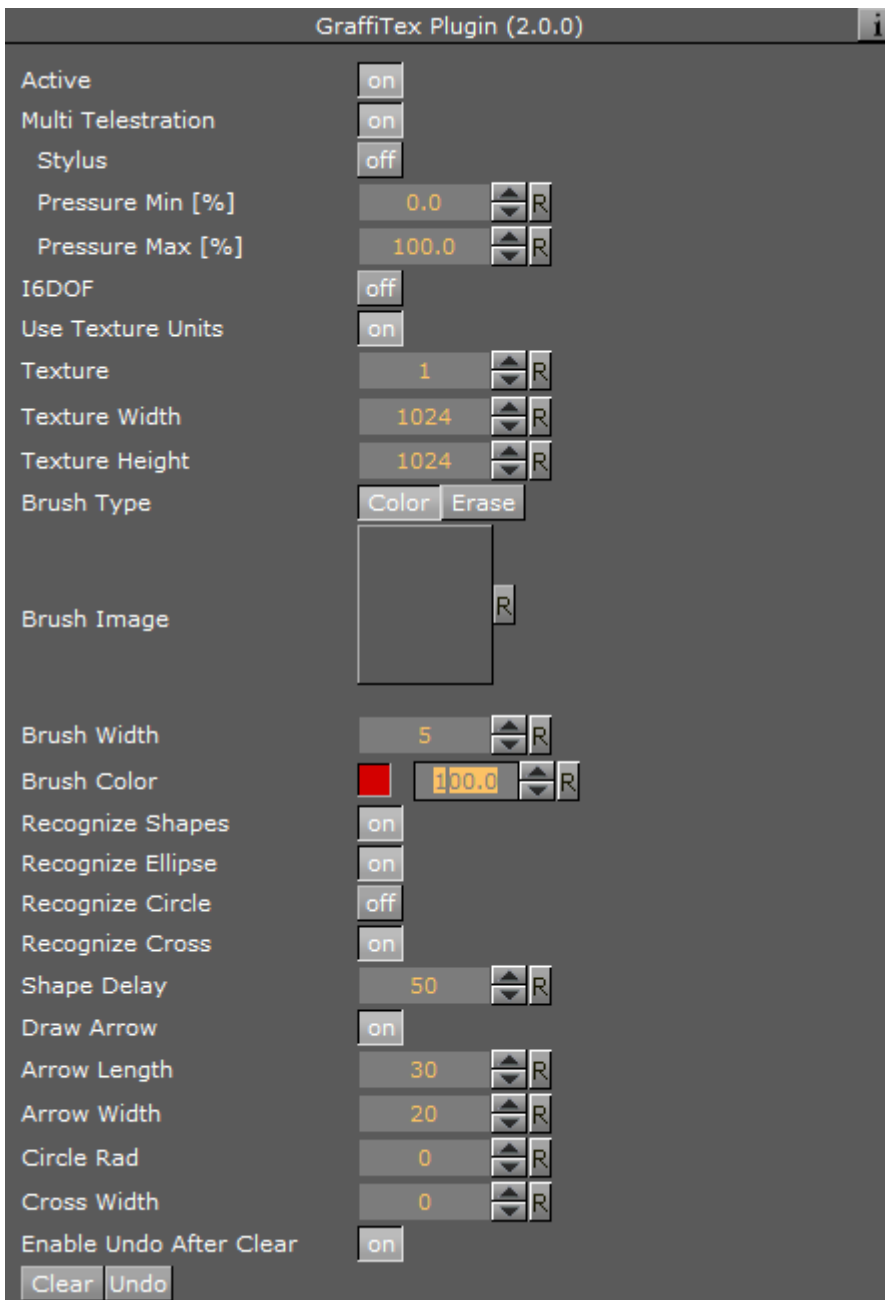 GraffiTex Plugin (2.0.0) i
Active on
Multi Telestration on
Stylus off
Pressure Min [%] 0.0 R
Pressure Max [%] 100.0 R
I6DOF off
Use Texture Units on
Texture 1 R
Texture Width 1024 R
Texture Height 1024 R
Brush Type Color Erase
Brush Image R
Brush Width 5 R
Brush Color 100.0 R
Recognize Shapes on
Recognize Ellipse on
Recognize Circle off
Recognize Cross on
Shape Delay 50 R
Draw Arrow on
Arrow Length 30 R
Arrow Width 20 R
Circle Rad 0 R
Cross Width 0 R
Enable Undo After Clear on
Clear Undo